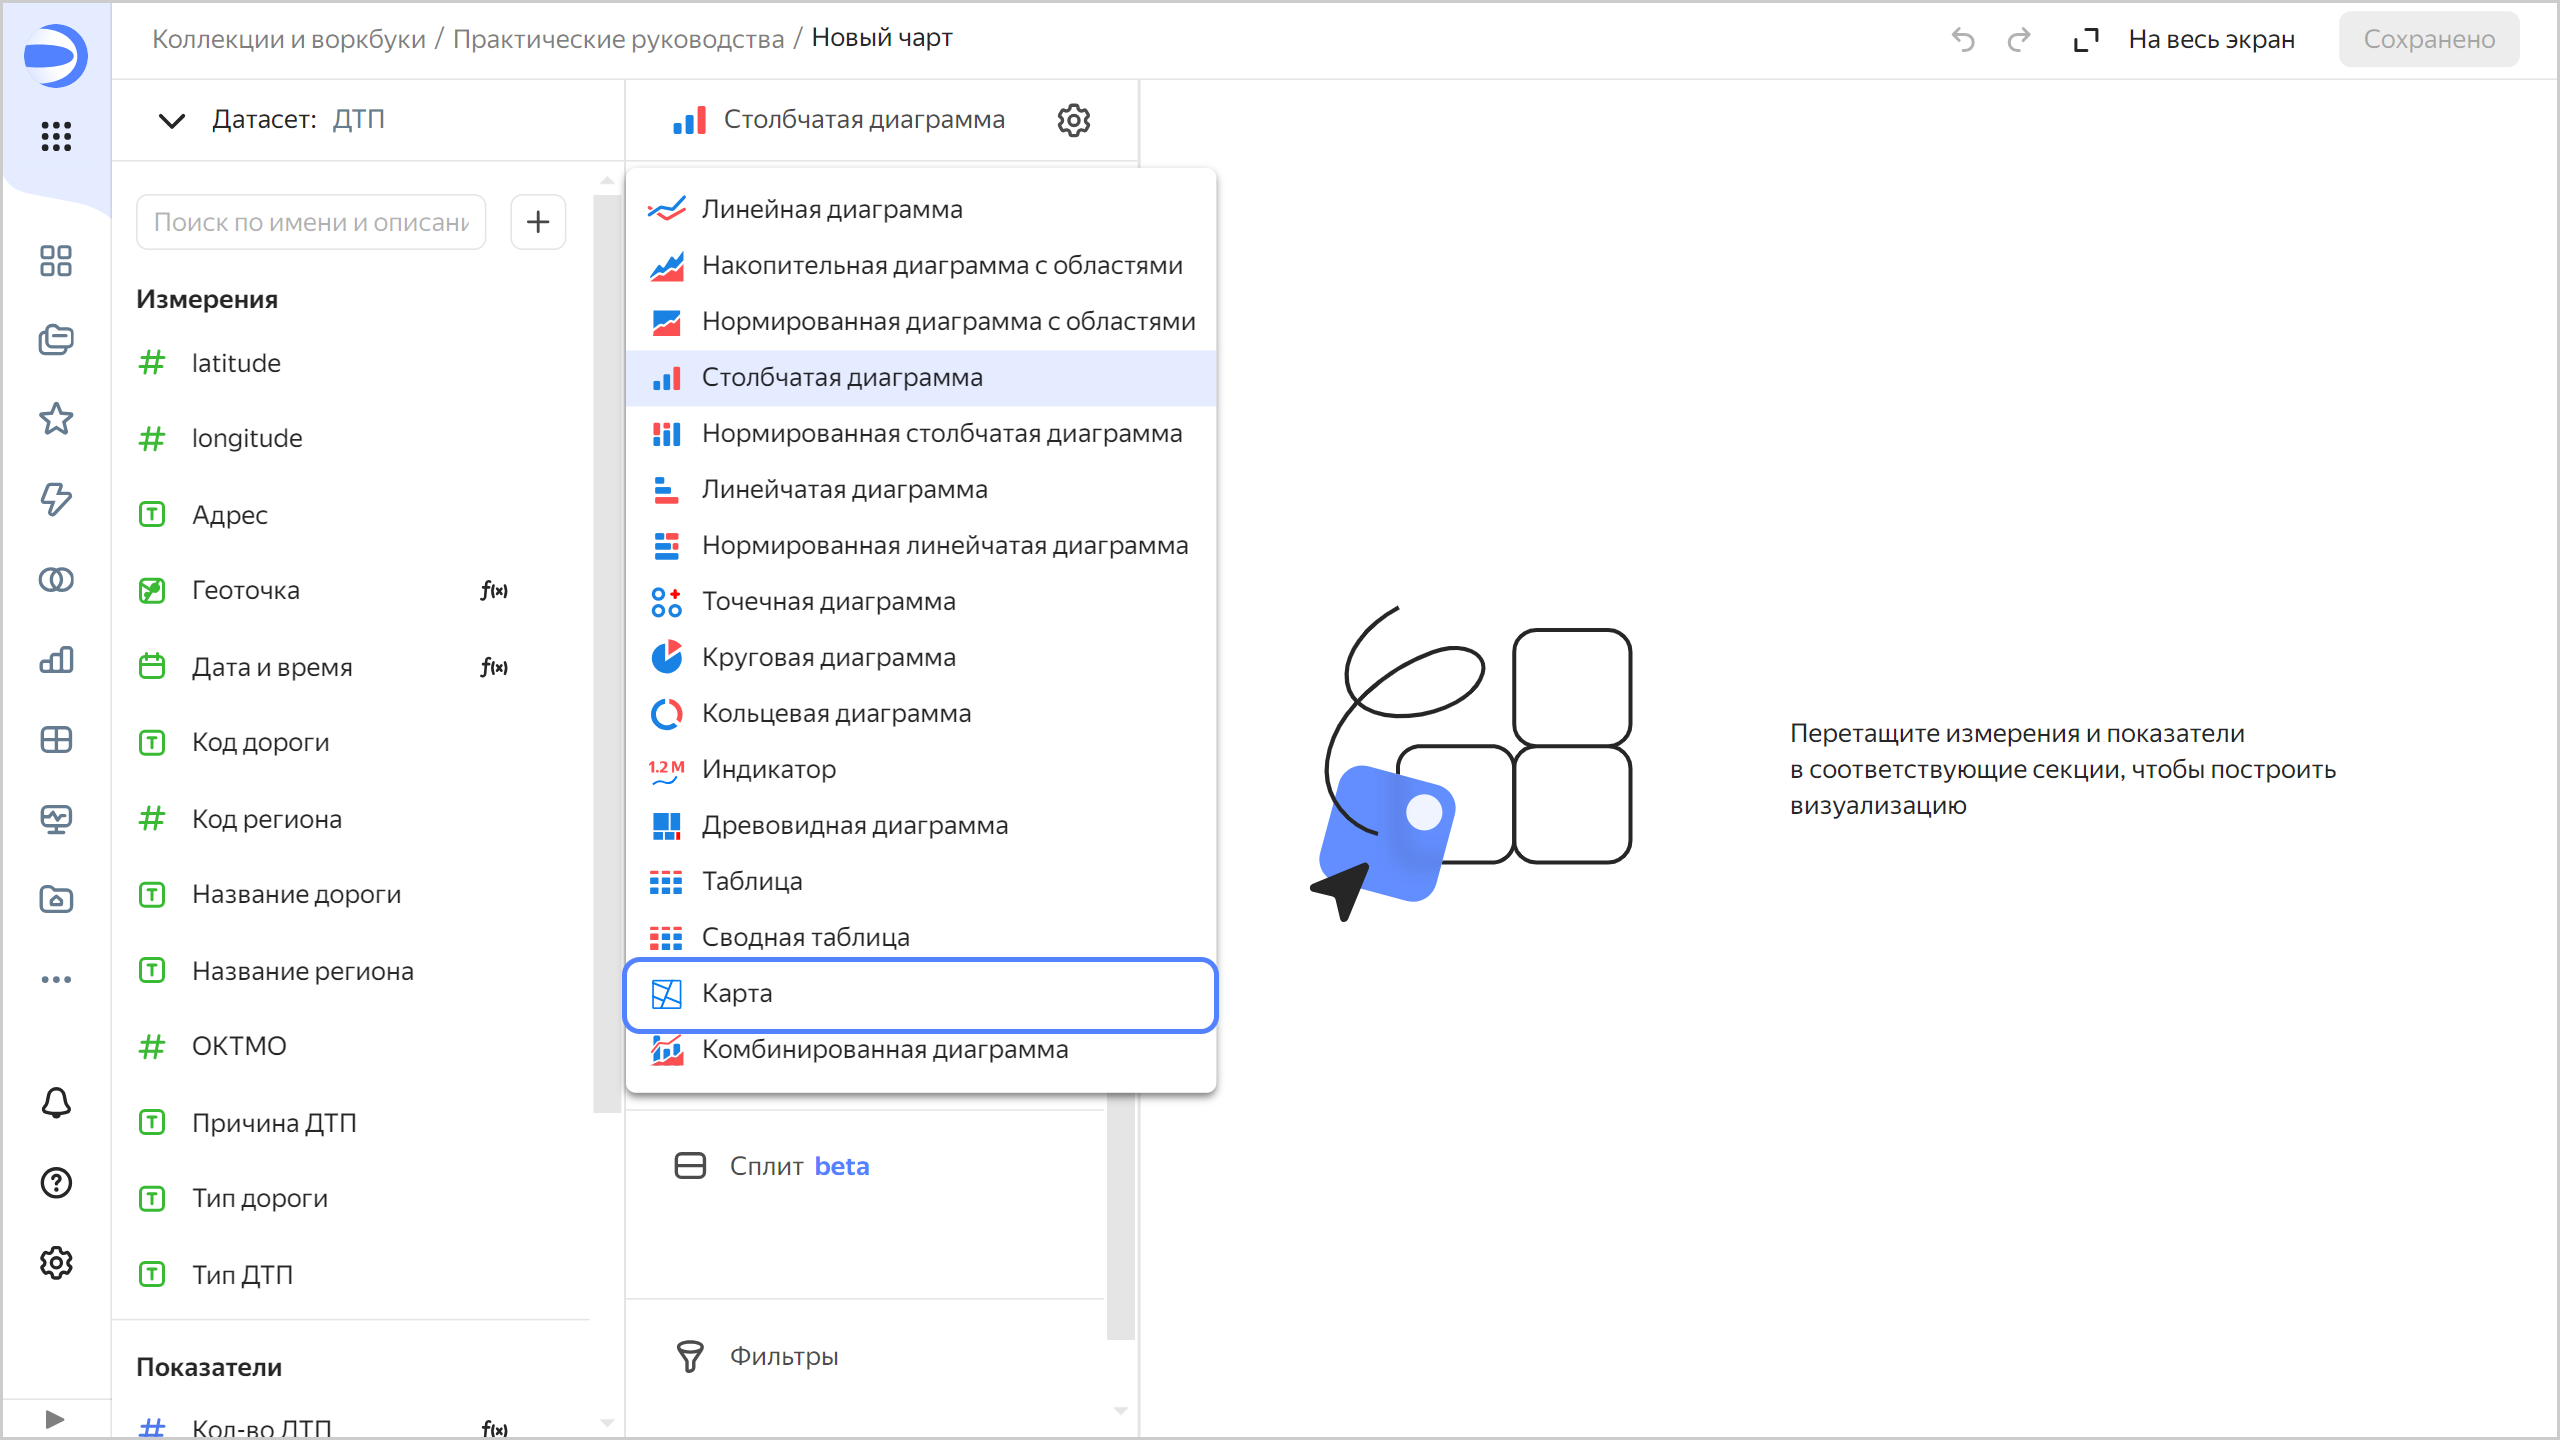 Коллекции и воркбуки / Практические руководства / Новый чарт
На весь экран
Сохранено
Датасет: ДТП
Столбчатая диаграмма
Поиск по имени и описани
Измерения
latitude
longitude
Адрес
Геоточка f(x)
Дата и время f(x)
Код дороги
Код региона
Название дороги
Название региона
ОКТМО
Причина ДТП
Тип дороги
Тип ДТП
Показатели
Кол-во ДТП f(x)
Линейная диаграмма
Накопительная диаграмма с областями
Нормированная диаграмма с областями
Столбчатая диаграмма
Нормированная столбчатая диаграмма
Линейчатая диаграмма
Нормированная линейчатая диаграмма
Точечная диаграмма
Круговая диаграмма
Кольцевая диаграмма
1.2 M Индикатор
Древовидная диаграмма
Таблица
Сводная таблица
Карта
Комбинированная диаграмма
Сплит beta
Фильтры
Перетащите измерения и показатели
в соответствующие секции, чтобы построить
визуализацию